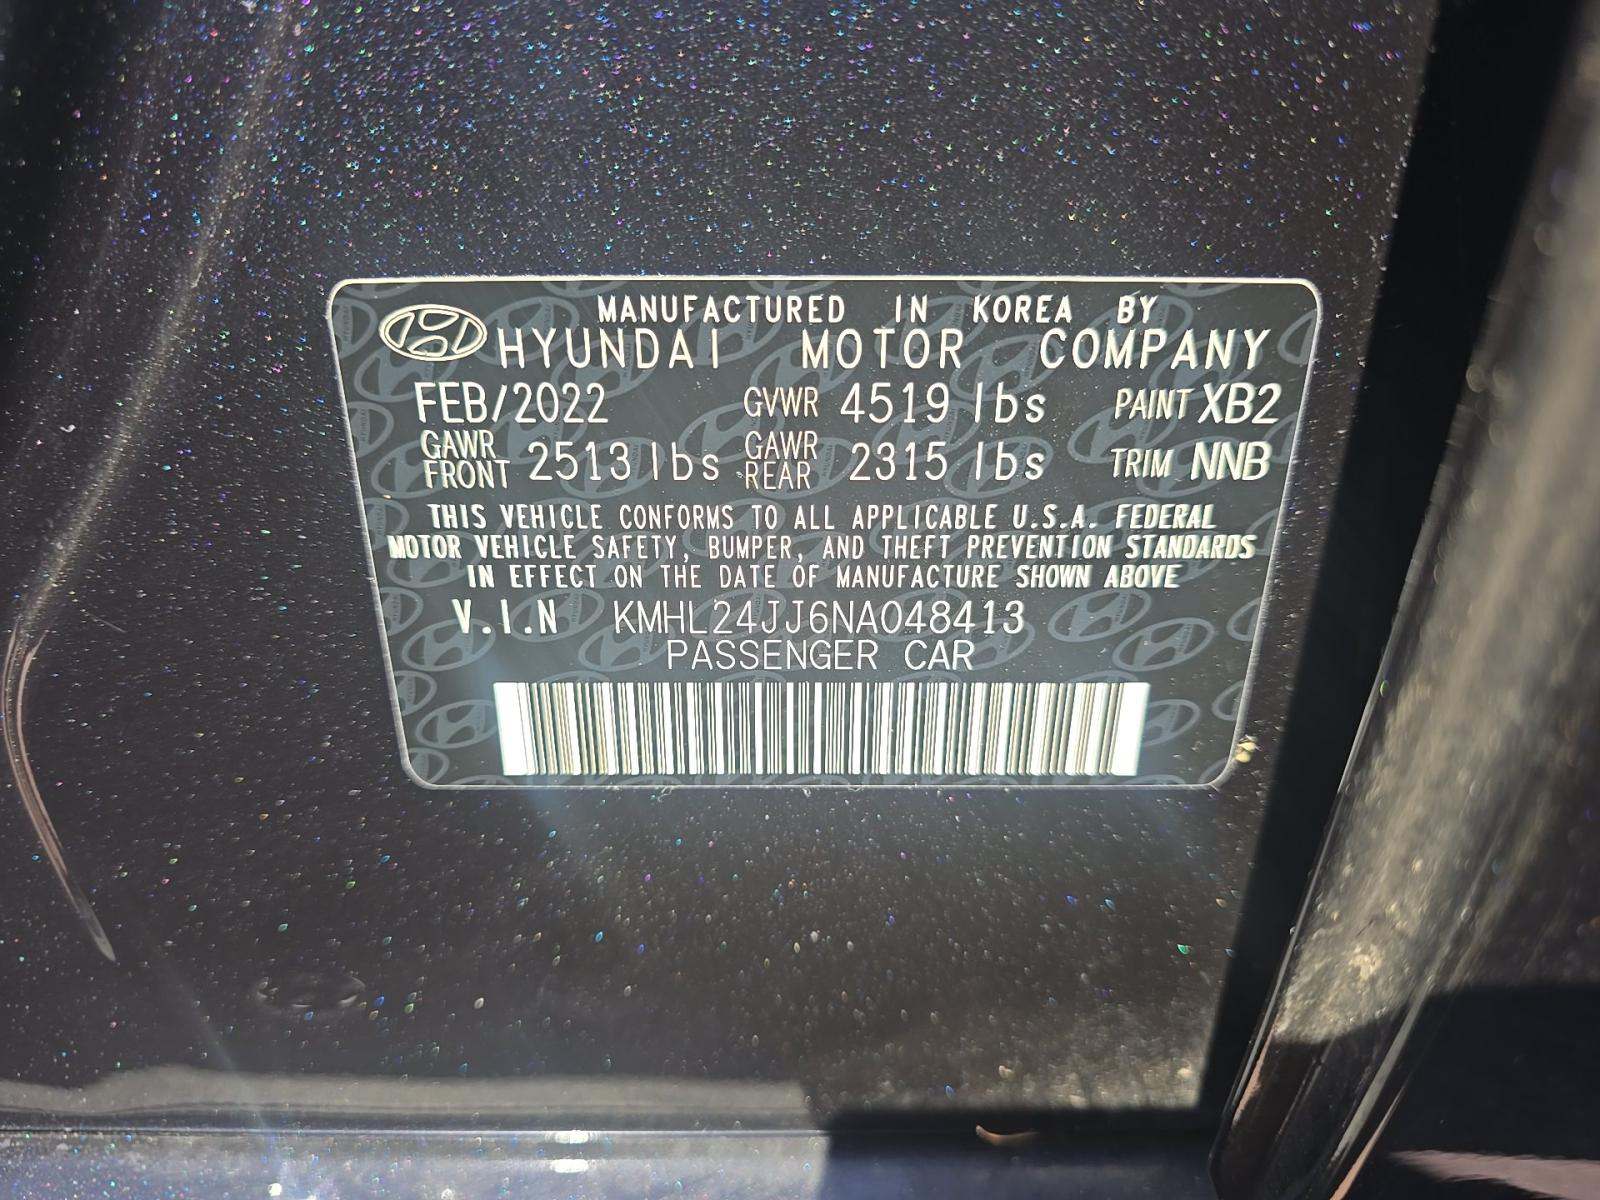 MANUFACTURED IN KOREA BY
HYUNDAI MOTOR COMPANY
FEB/2022 GVWR 4519 lbs PAINT XB2
GAWR FRONT 2513 lbs GAWR REAR 2315 lbs TRIM NNB
THIS VEHICLE CONFORMS TO ALL APPLICABLE U.S.A. FEDERAL
MOTOR VEHICLE SAFETY, BUMPER, AND THEFT PREVENTION STANDARDS
IN EFFECT ON THE DATE OF MANUFACTURE SHOWN ABOVE
V.I.N KMHL24JJ6NA048413
PASSENGER CAR